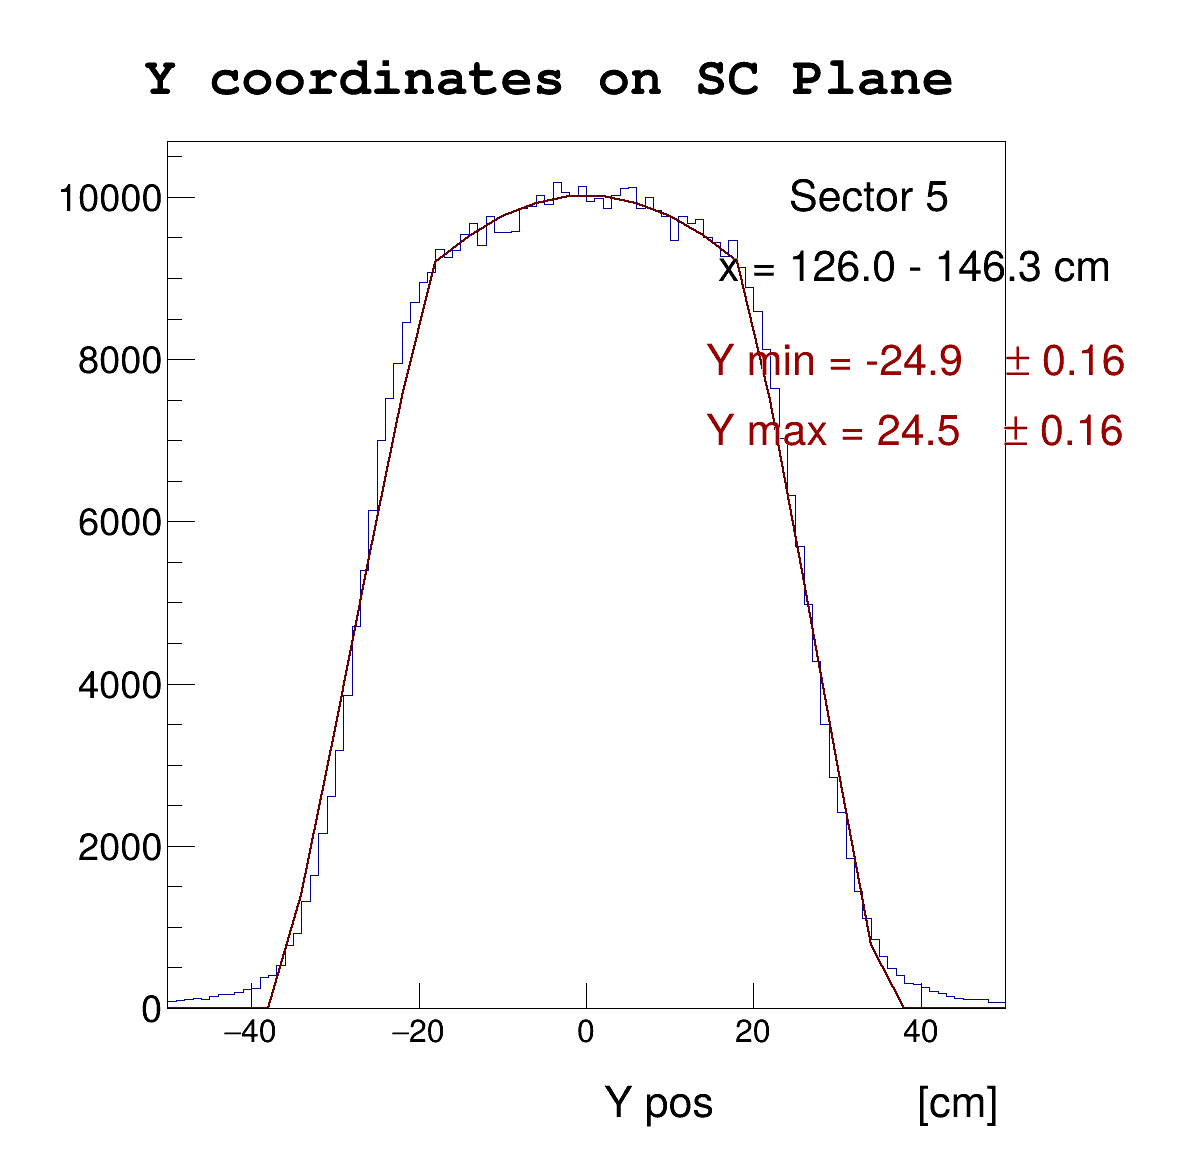 Y coordinates on SC Plane
10000
8000
6000
4000
2000
0
Sector 5
x = 126.0 - 146.3 cm
Y min = -24.9 ± 0.16
Y max = 24.5 ± 0.16
−40 −20 0 20 40
Y pos [cm]